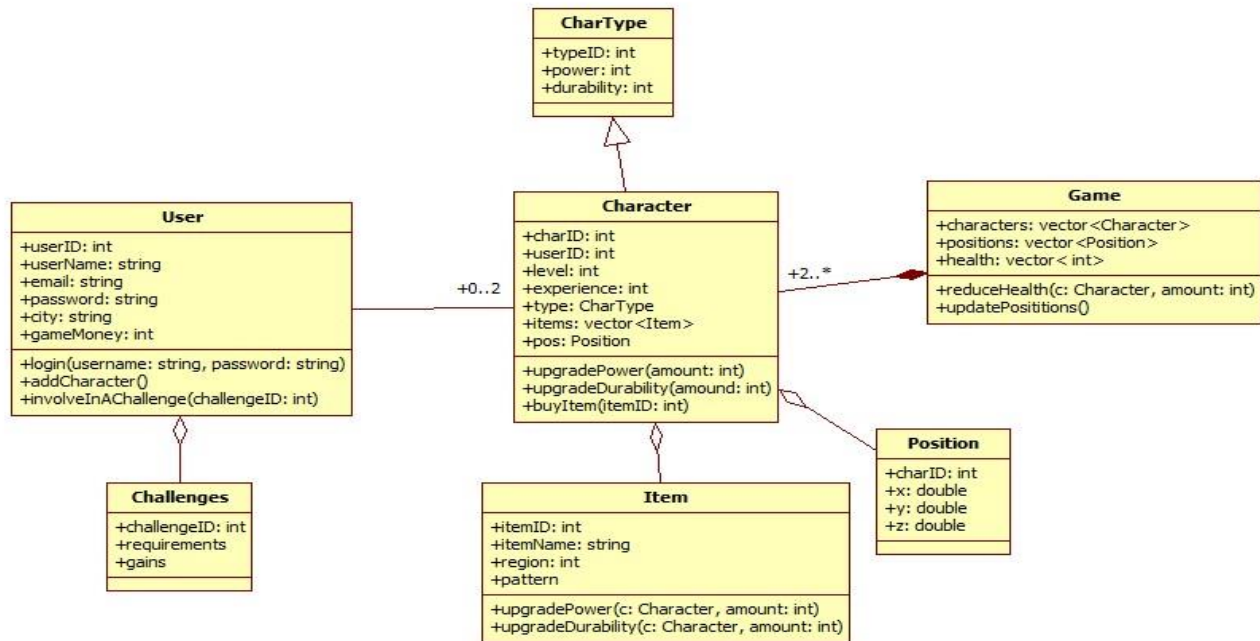 CharType
+typeID: int
+power: int
+durability: int
User
+userID: int
+userName: string
+email: string
+password: string
+city: string
+gameMoney: int
+login(username: string, password: string)
+addCharacter()
+involveInAChallenge(challengeID: int)
+0..2
Character
+charID: int
+userID: int
+level: int
+experience: int
+type: CharType
+items: vector<Item>
+pos: Position
+upgradePower(amount: int)
+upgradeDurability(amound: int)
+buyItem(itemID: int)
+2..*
Game
+characters: vector<Character>
+positions: vector<Position>
+health: vector< int>
+reduceHealth(c: Character, amount: int)
+updatePosititions()
Challenges
+challengeID: int
+requirements
+gains
Item
+itemID: int
+itemName: string
+region: int
+pattern
+upgradePower(c: Character, amount: int)
+upgradeDurability(c: Character, amount: int)
Position
+charID: int
+x: double
+y: double
+z: double